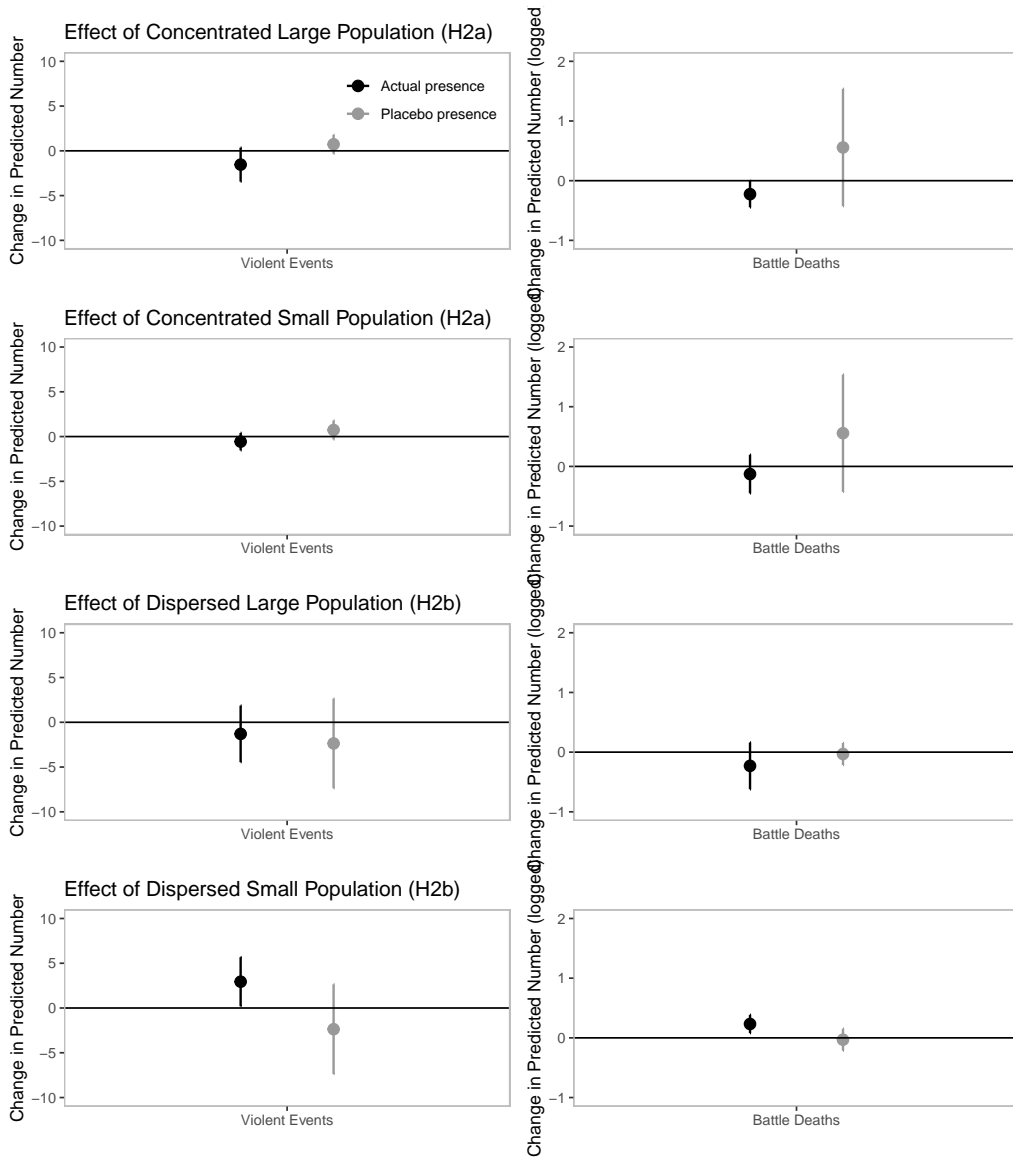 Effect of Concentrated Large Population (H2a)
Change in Predicted Number
10
5
0
−5
−10
Actual presence
Placebo presence
Violent Events
Change in Predicted Number (logged)
2
1
0
−1
Battle Deaths
Effect of Concentrated Small Population (H2a)
Change in Predicted Number
10
5
0
−5
−10
Violent Events
Change in Predicted Number (logged)
2
1
0
−1
Battle Deaths
Effect of Dispersed Large Population (H2b)
Change in Predicted Number
10
5
0
−5
−10
Violent Events
Change in Predicted Number (logged)
2
1
0
−1
Battle Deaths
Effect of Dispersed Small Population (H2b)
Change in Predicted Number
10
5
0
−5
−10
Violent Events
Change in Predicted Number (logged)
2
1
0
−1
Battle Deaths